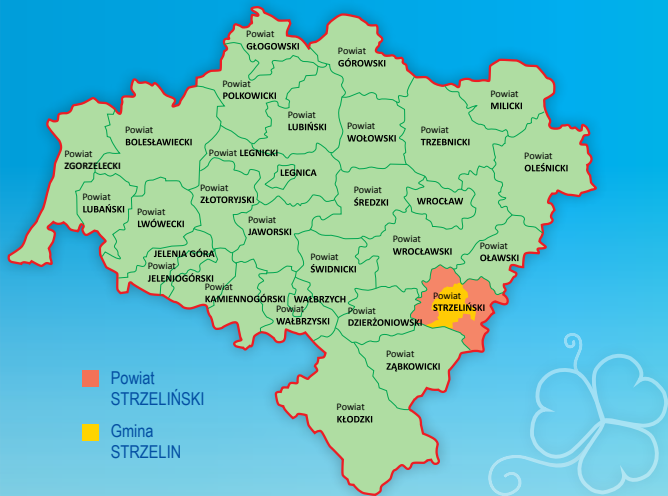 Powiat
GŁOGOWSKI
Powiat
GÓROWSKI
Powiat
POLKOWICKI
Powiat
MILICKI
Powiat
LUBIŃSKI
Powiat
WOŁOWSKI
Powiat
TRZEBNICKI
Powiat
BOLESŁAWIECKI
Powiat
ZGORZELECKI
Powiat LEGNICKI
Powiat
OLEŚNICKI
LEGNICA
Powiat
ZŁOTORYJSKI
Powiat
ŚREDZKI
WROCŁAW
Powiat
LUBAŃSKI
Powiat
LWÓWECKI
Powiat
JAWORSKI
Powiat
WROCŁAWSKI
Powiat
OŁAWSKI
JELENIA GÓRA
Powiat
JELENIOGÓRSKI
Powiat
ŚWIDNICKI
Powiat
KAMIENNOGÓRSKI
WAŁBRZYCH
Powiat
WAŁBRZYSKI
Powiat
DZIERŻONIOWSKI
Powiat
STRZELIŃSKI
Powiat
ZĄBKOWICKI
Powiat
KŁODZKI
Powiat
STRZELIŃSKI
Gmina
STRZELIN